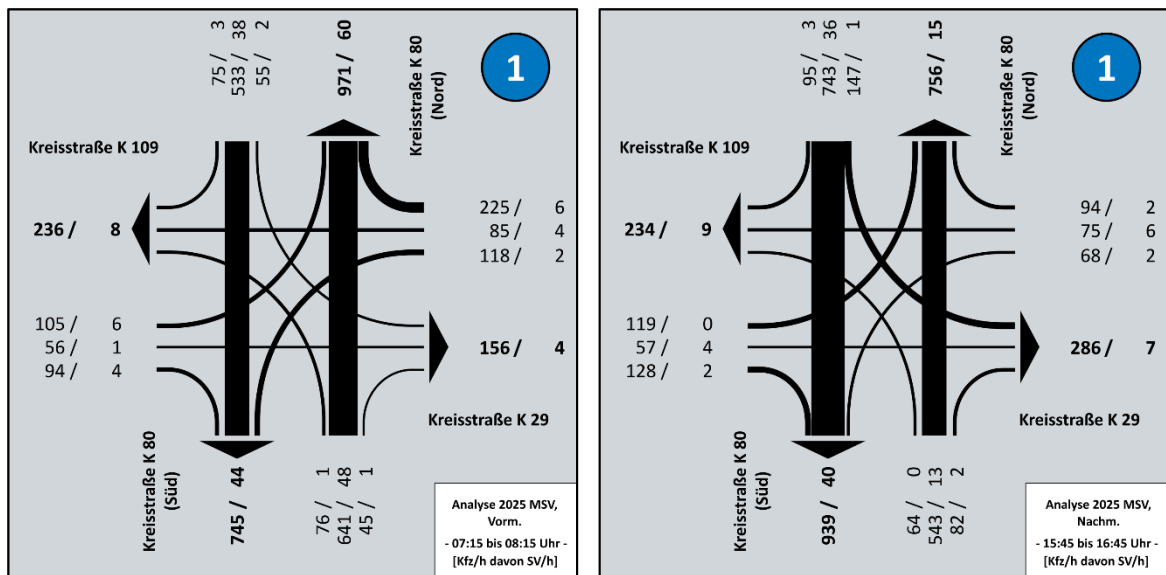 75 / 3
533 / 38
55 / 2
971 / 60
1
Kreisstraße K 80
(Nord)
Kreisstraße K 109
236 / 8
225 / 6
85 / 4
118 / 2
105 / 6
56 / 1
94 / 4
156 / 4
Kreisstraße K 29
Kreisstraße K 80
(Süd)
745 / 44
76 / 1
641 / 48
45 / 1
Analyse 2025 MSV,
Vorm.
- 07:15 bis 08:15 Uhr -
[Kfz/h davon SV/h]
95 / 3
743 / 36
147 / 1
756 / 15
1
Kreisstraße K 80
(Nord)
Kreisstraße K 109
234 / 9
94 / 2
75 / 6
68 / 2
119 / 0
57 / 4
128 / 2
286 / 7
Kreisstraße K 29
Kreisstraße K 80
(Süd)
939 / 40
64 / 0
543 / 13
82 / 2
Analyse 2025 MSV,
Nachm.
- 15:45 bis 16:45 Uhr -
[Kfz/h davon SV/h]